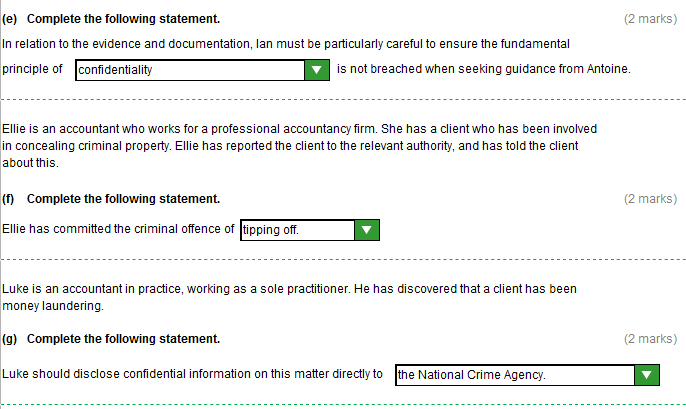 (e) Complete the following statement. (2 marks)
In relation to the evidence and documentation, Ian must be particularly careful to ensure the fundamental
principle of confidentiality is not breached when seeking guidance from Antoine.
Ellie is an accountant who works for a professional accountancy firm. She has a client who has been involved
in concealing criminal property. Ellie has reported the client to the relevant authority, and has told the client
about this.
(f) Complete the following statement. (2 marks)
Ellie has committed the criminal offence of tipping off.
Luke is an accountant in practice, working as a sole practitioner. He has discovered that a client has been
money laundering.
(g) Complete the following statement. (2 marks)
Luke should disclose confidential information on this matter directly to the National Crime Agency.